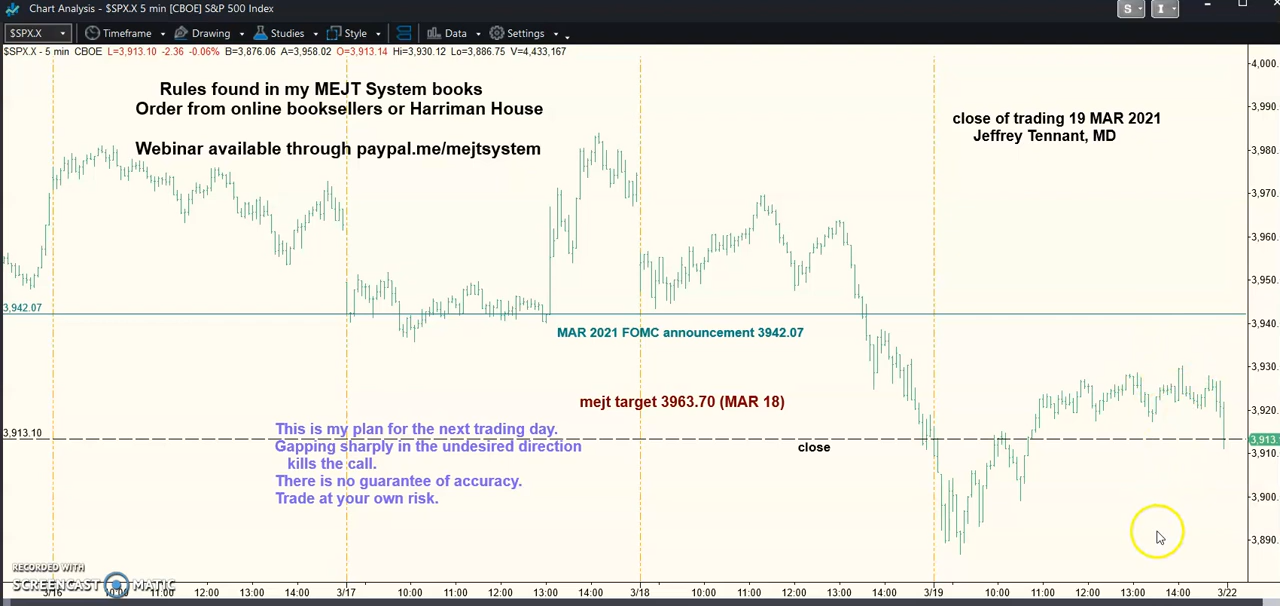 Chart Analysis - $SPX.X 5 min [CBOE] S&P 500 Index
S I
$SPX.X Timeframe Drawing Studies Style Data Settings
$SPX.X - 5 min CBOE L=3,913.10 -2.36 -0.06% B=3,876.06 A=3,958.02 O=3,913.14 Hi=3,930.12 Lo=3,886.75 V=4,433,167
Rules found in my MEJT System books
Order from online booksellers or Harriman House
Webinar available through paypal.me/mejtsystem
close of trading 19 MAR 2021
Jeffrey Tennant, MD
4,000.
3,990.
3,980.
3,970.
3,960.
3,950.
3,940.
3,930.
3,920.
3,913.
3,910.
3,900.
3,890.
3,942.07
MAR 2021 FOMC announcement 3942.07
mejt target 3963.70 (MAR 18)
This is my plan for the next trading day.
Gapping sharply in the undesired direction
kills the call.
There is no guarantee of accuracy.
Trade at your own risk.
3,913.10
close
RECORDED WITH
SCREENCAST MATIC
3/16 11:00 12:00 13:00 14:00 3/17 10:00 11:00 12:00 13:00 14:00 3/18 10:00 11:00 12:00 13:00 14:00 3/19 10:00 11:00 12:00 13:00 14:00 3/22